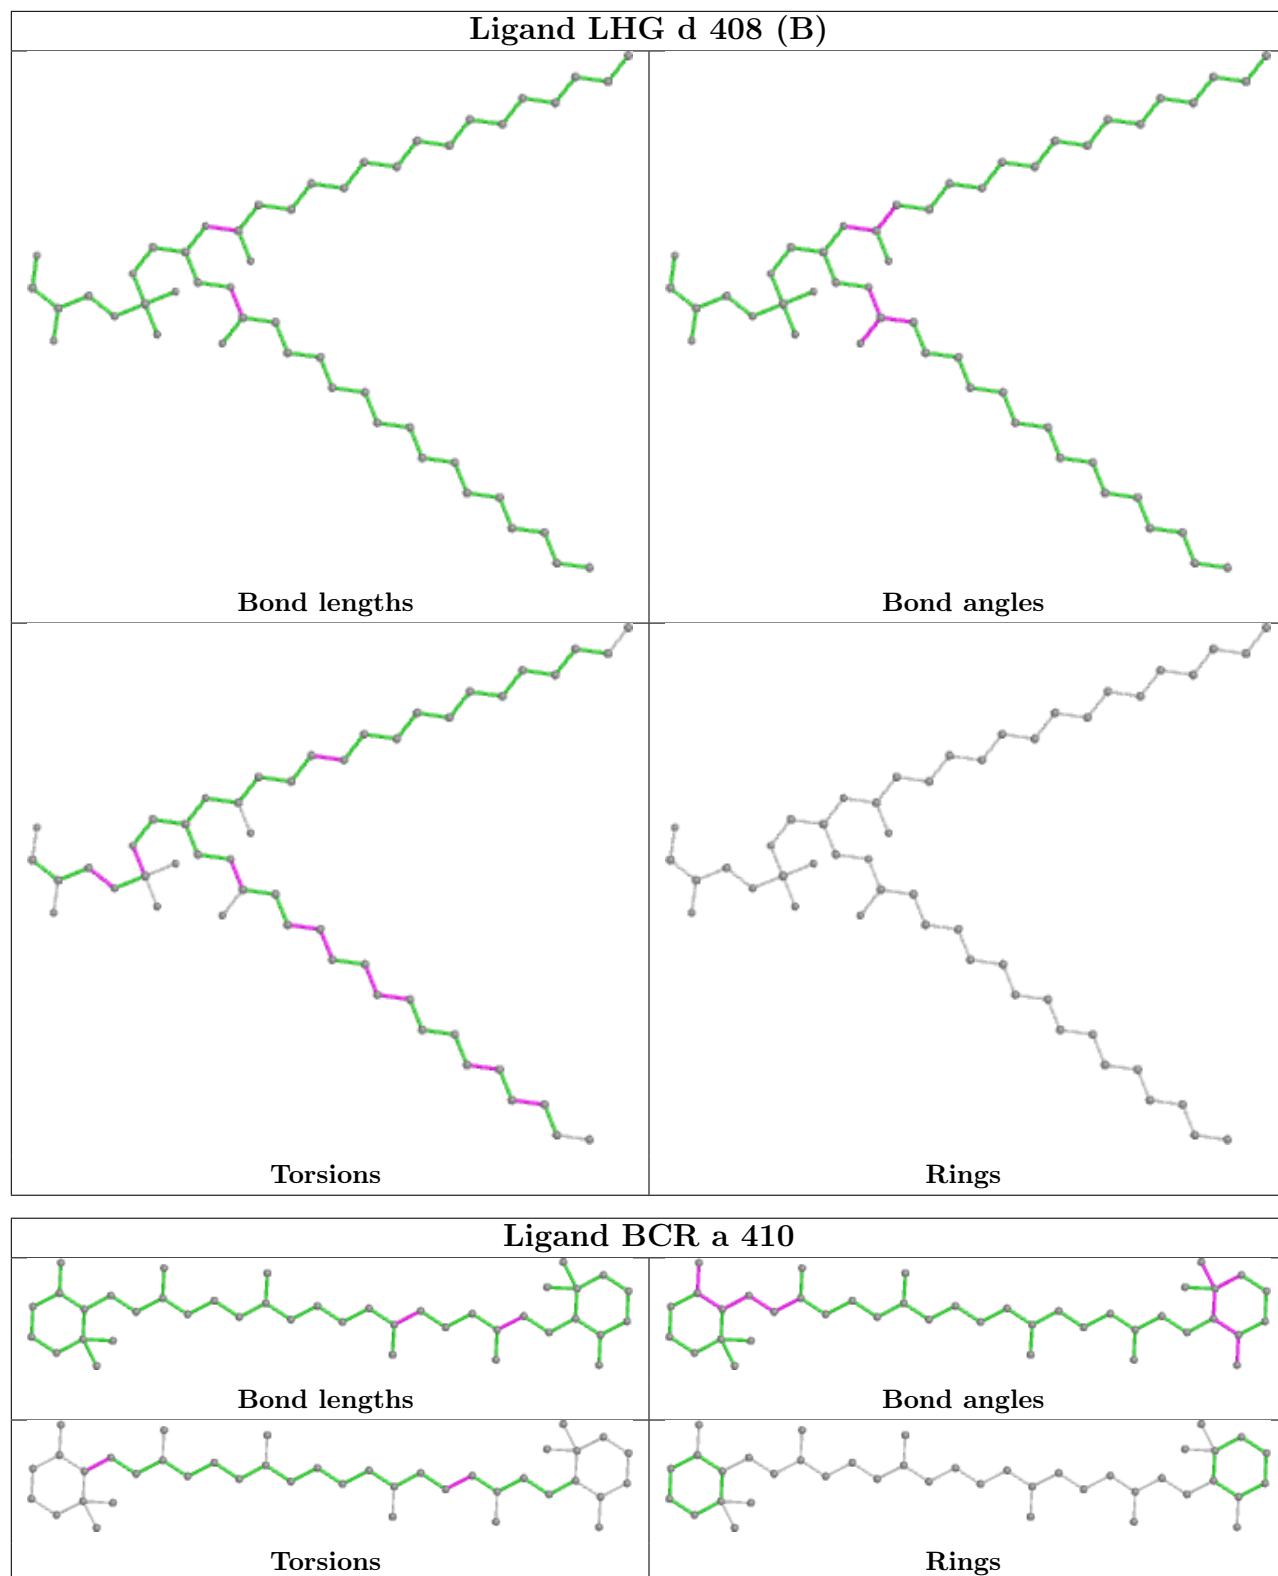 Ligand LHG d 408 (B)
Bond lengths
Bond angles
Torsions
Rings
Ligand BCR a 410
Bond lengths
Bond angles
Torsions
Rings